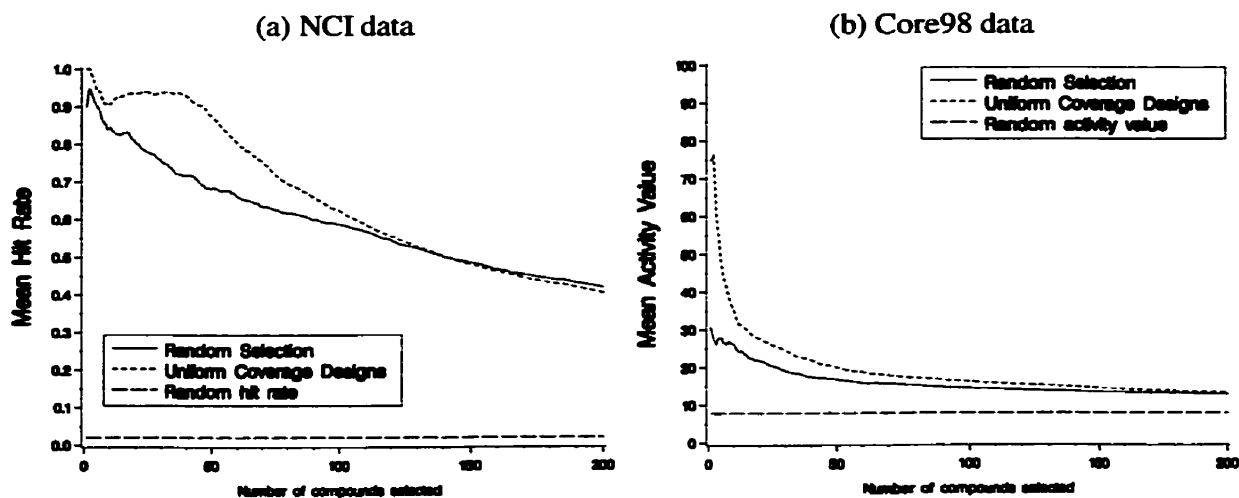 (a) NCI data
Mean Hit Rate
1.0
0.9
0.8
0.7
0.6
0.5
0.4
0.3
0.2
0.1
0.0
Random Selection
Uniform Coverage Designs
Random hit rate
0
50
100
150
200
Number of compounds selected
(b) Core98 data
Mean Activity Value
100
90
80
70
60
50
40
30
20
10
0
Random Selection
Uniform Coverage Designs
Random activity value
0
50
100
150
200
Number of compounds selected